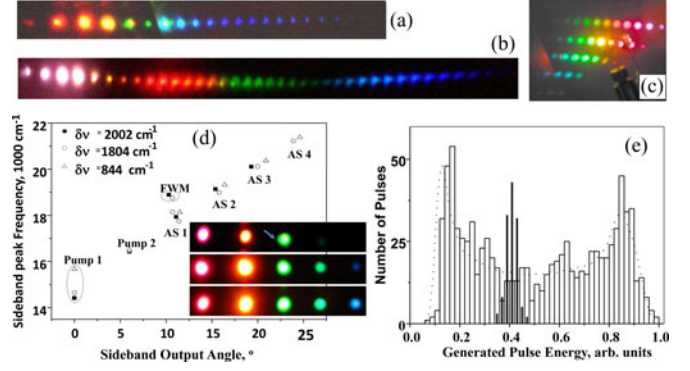 (a)
(b)
(c)
(d)
22
20
18
16
14
Sideband peak Frequency, 1000 cm⁻¹
■ δν = 2002 cm⁻¹
○ δν = 1804 cm⁻¹
△ δν = 844 cm⁻¹
AS 4
AS 3
AS 2
FWM
AS 1
Pump 2
Pump 1
0 5 10 15 20 25
Sideband Output Angle, °
(e)
Number of Pulses
50
25
0
0.0 0.2 0.4 0.6 0.8 1.0
Generated Pulse Energy, arb. units